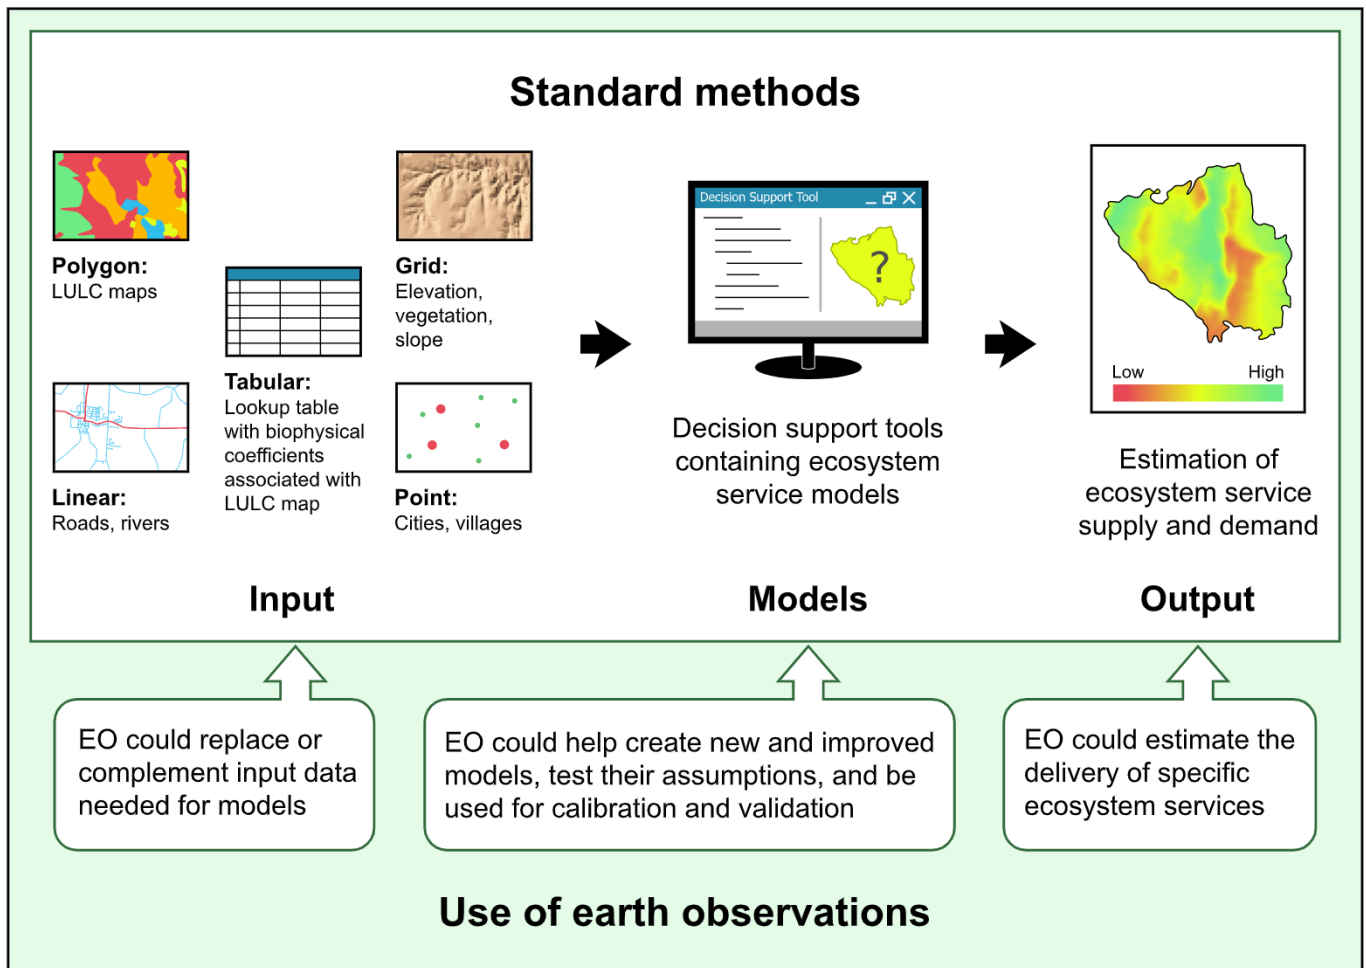 Standard methods
Polygon:
LULC maps
Grid:
Elevation,
vegetation,
slope
Tabular:
Lookup table
with biophysical
coefficients
associated with
LULC map
Linear:
Roads, rivers
Point:
Cities, villages
Input
Decision Support Tool
?
Decision support tools
containing ecosystem
service models
Models
Low High
Estimation of
ecosystem service
supply and demand
Output
EO could replace or
complement input data
needed for models
EO could help create new and improved
models, test their assumptions, and be
used for calibration and validation
EO could estimate the
delivery of specific
ecosystem services
Use of earth observations